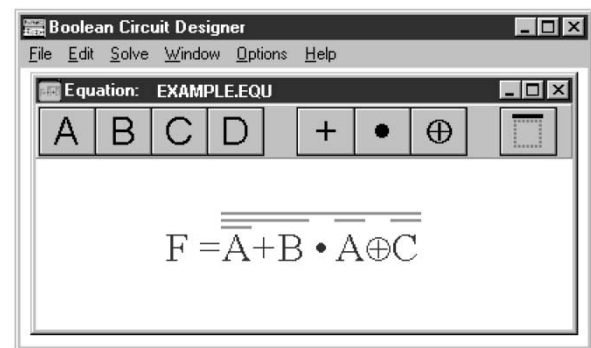 Boolean Circuit Designer
File Edit Solve Window Options Help
Equation: EXAMPLE.EQU
A B C D + • ⊕
F = A+B • A⊕C